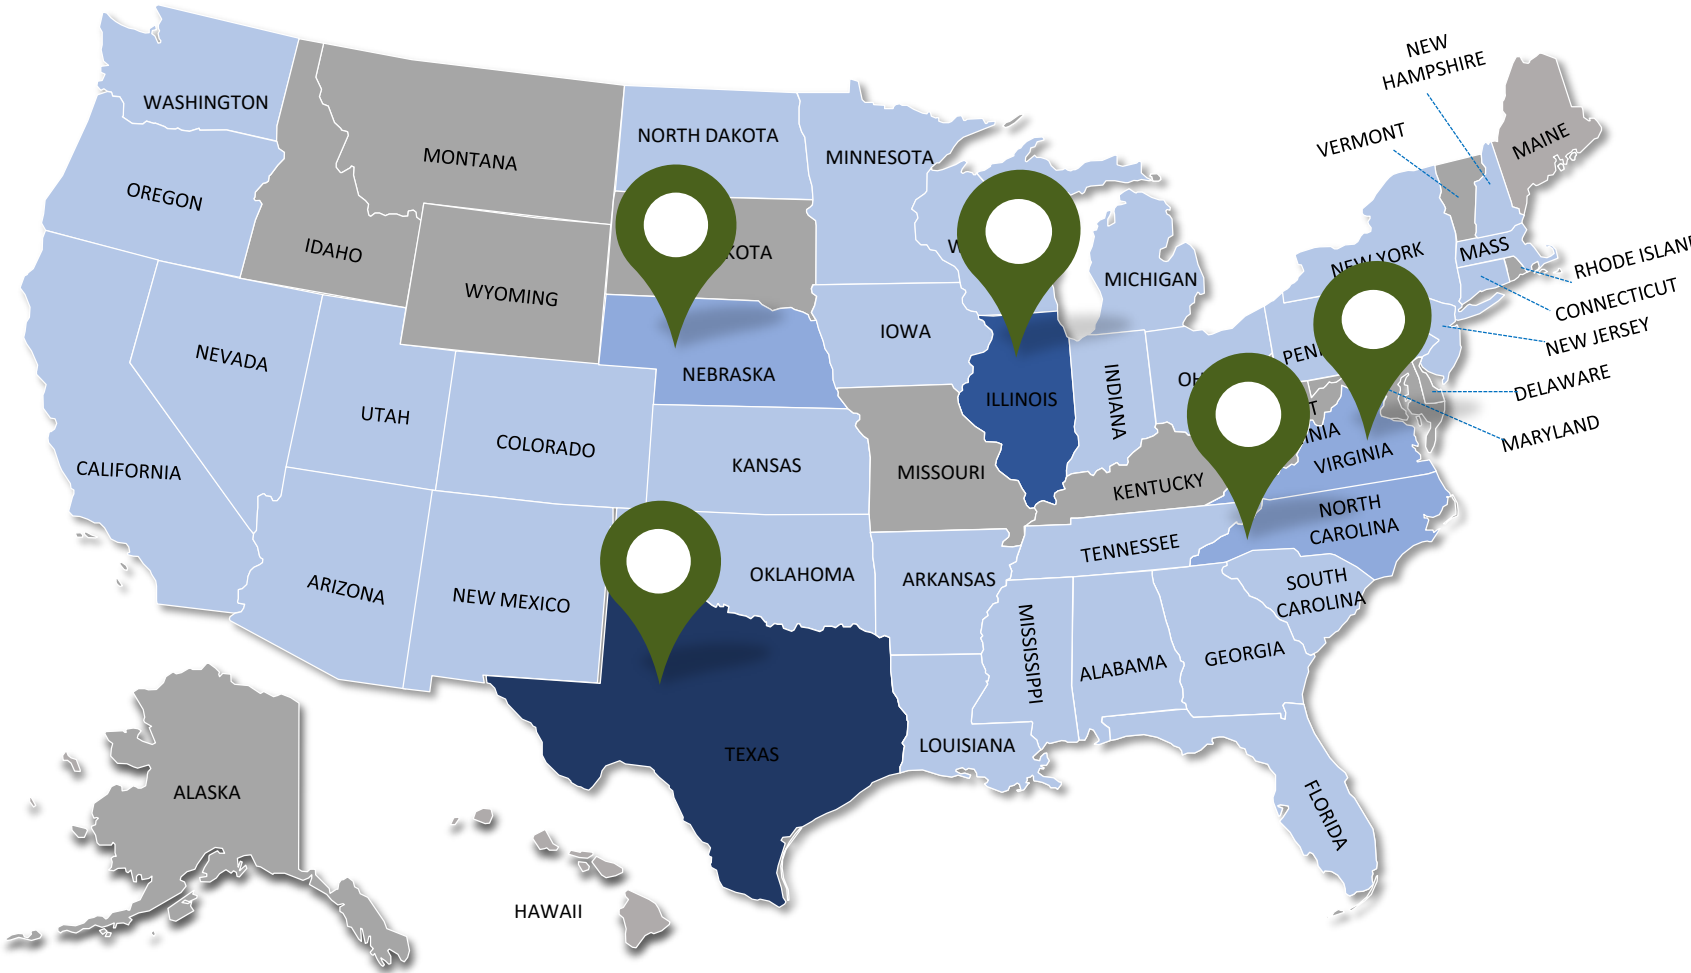 NEW
HAMPSHIRE
WASHINGTON
NORTH DAKOTA
MONTANA
MINNESOTA
VERMONT
MAINE
OREGON
IDAHO
KOTA
W
MICHIGAN
NEW YORK
MASS
RHODE ISLAND
WYOMING
CONNECTICUT
NEVADA
IOWA
NEW JERSEY
PENN
NEBRASKA
ILLINOIS
INDIANA
OH
DELAWARE
UTAH
COLORADO
T
INIA
MARYLAND
CALIFORNIA
KANSAS
MISSOURI
KENTUCKY
VIRGINIA
NORTH
CAROLINA
TENNESSEE
ARIZONA
NEW MEXICO
OKLAHOMA
ARKANSAS
SOUTH
CAROLINA
MISSISSIPPI
ALABAMA
GEORGIA
TEXAS
LOUISIANA
ALASKA
FLORIDA
HAWAII